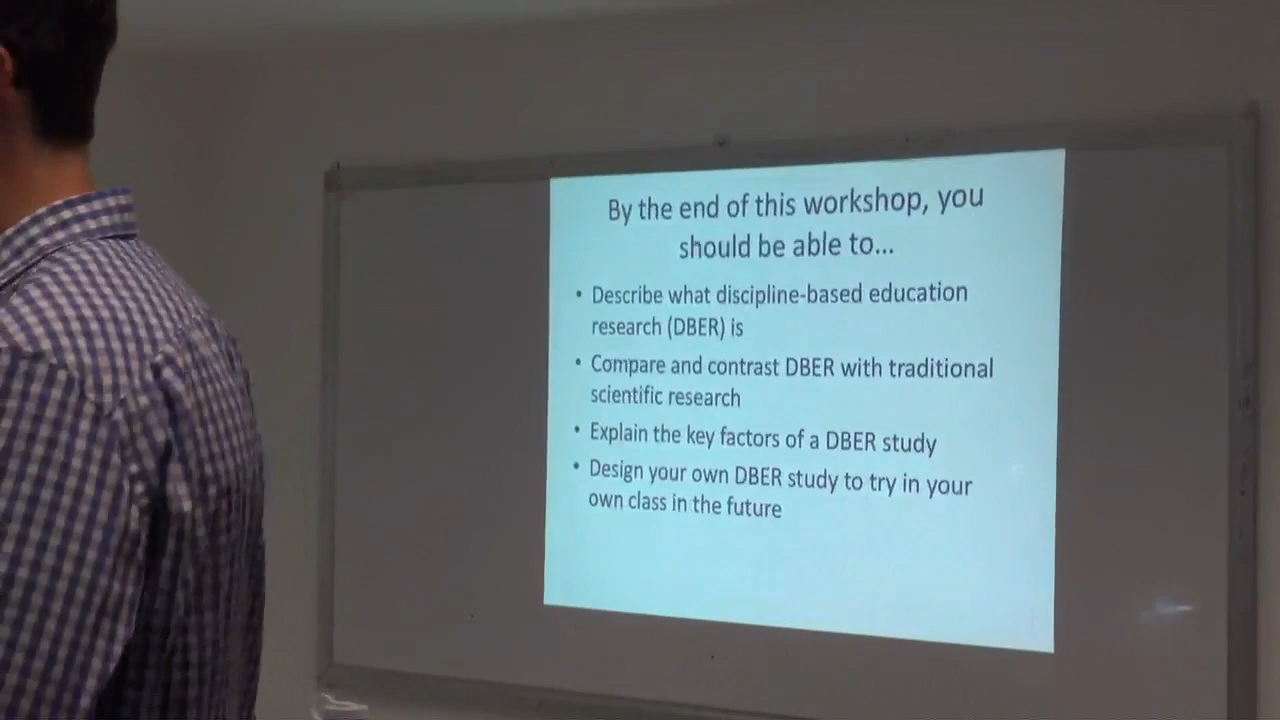 By the end of this workshop, you
should be able to...
• Describe what discipline-based education
research (DBER) is
• Compare and contrast DBER with traditional
scientific research
• Explain the key factors of a DBER study
• Design your own DBER study to try in your
own class in the future